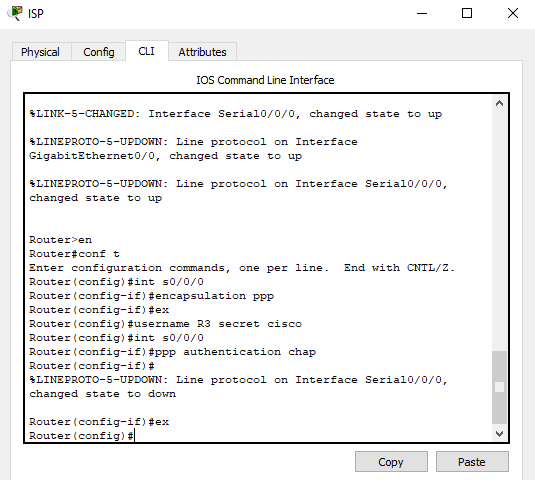 ISP
Physical Config CLI Attributes
IOS Command Line Interface
%LINK-5-CHANGED: Interface Serial0/0/0, changed state to up
%LINEPROTO-5-UPDOWN: Line protocol on Interface
GigabitEthernet0/0, changed state to up
%LINEPROTO-5-UPDOWN: Line protocol on Interface Serial0/0/0,
changed state to up
Router>en
Router#conf t
Enter configuration commands, one per line.  End with CNTL/Z.
Router(config)#int s0/0/0
Router(config-if)#encapsulation ppp
Router(config-if)#ex
Router(config)#username R3 secret cisco
Router(config)#int s0/0/0
Router(config-if)#ppp authentication chap
Router(config-if)#
%LINEPROTO-5-UPDOWN: Line protocol on Interface Serial0/0/0,
changed state to down
Router(config-if)#ex
Router(config)#
Copy Paste